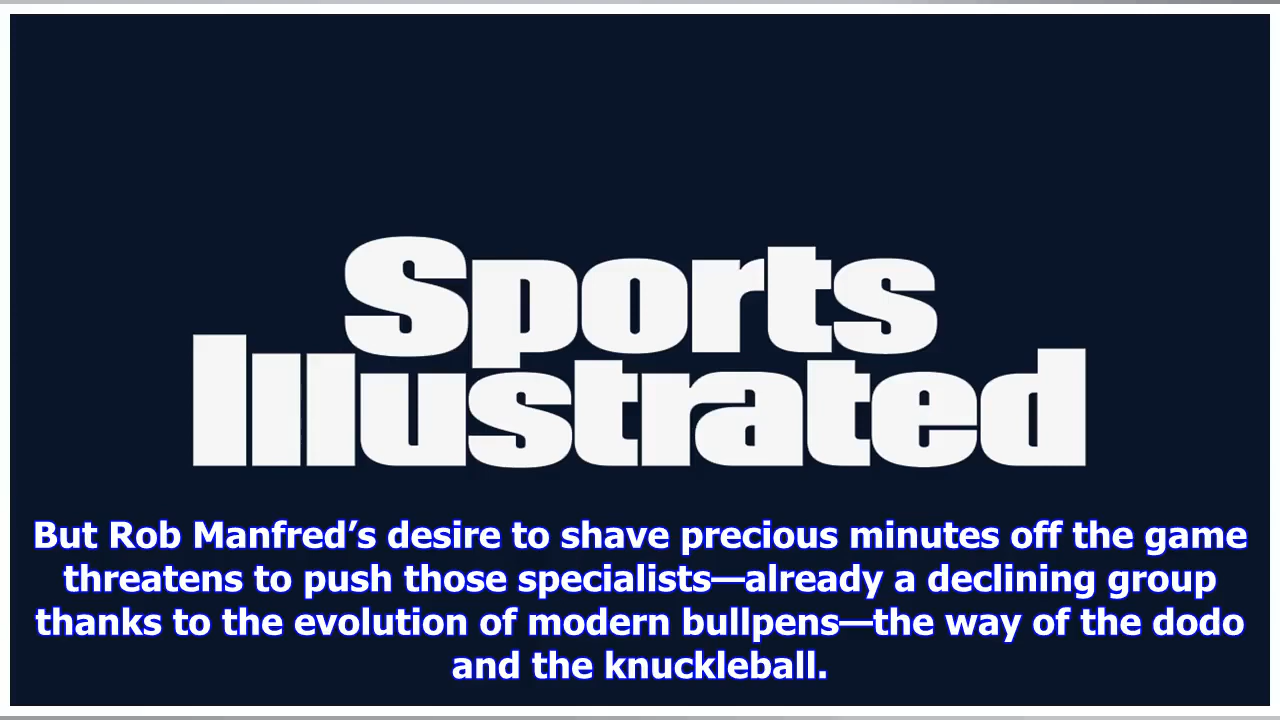 Sports
Illustrated
But Rob Manfred’s desire to shave precious minutes off the game
threatens to push those specialists—already a declining group
thanks to the evolution of modern bullpens—the way of the dodo
and the knuckleball.